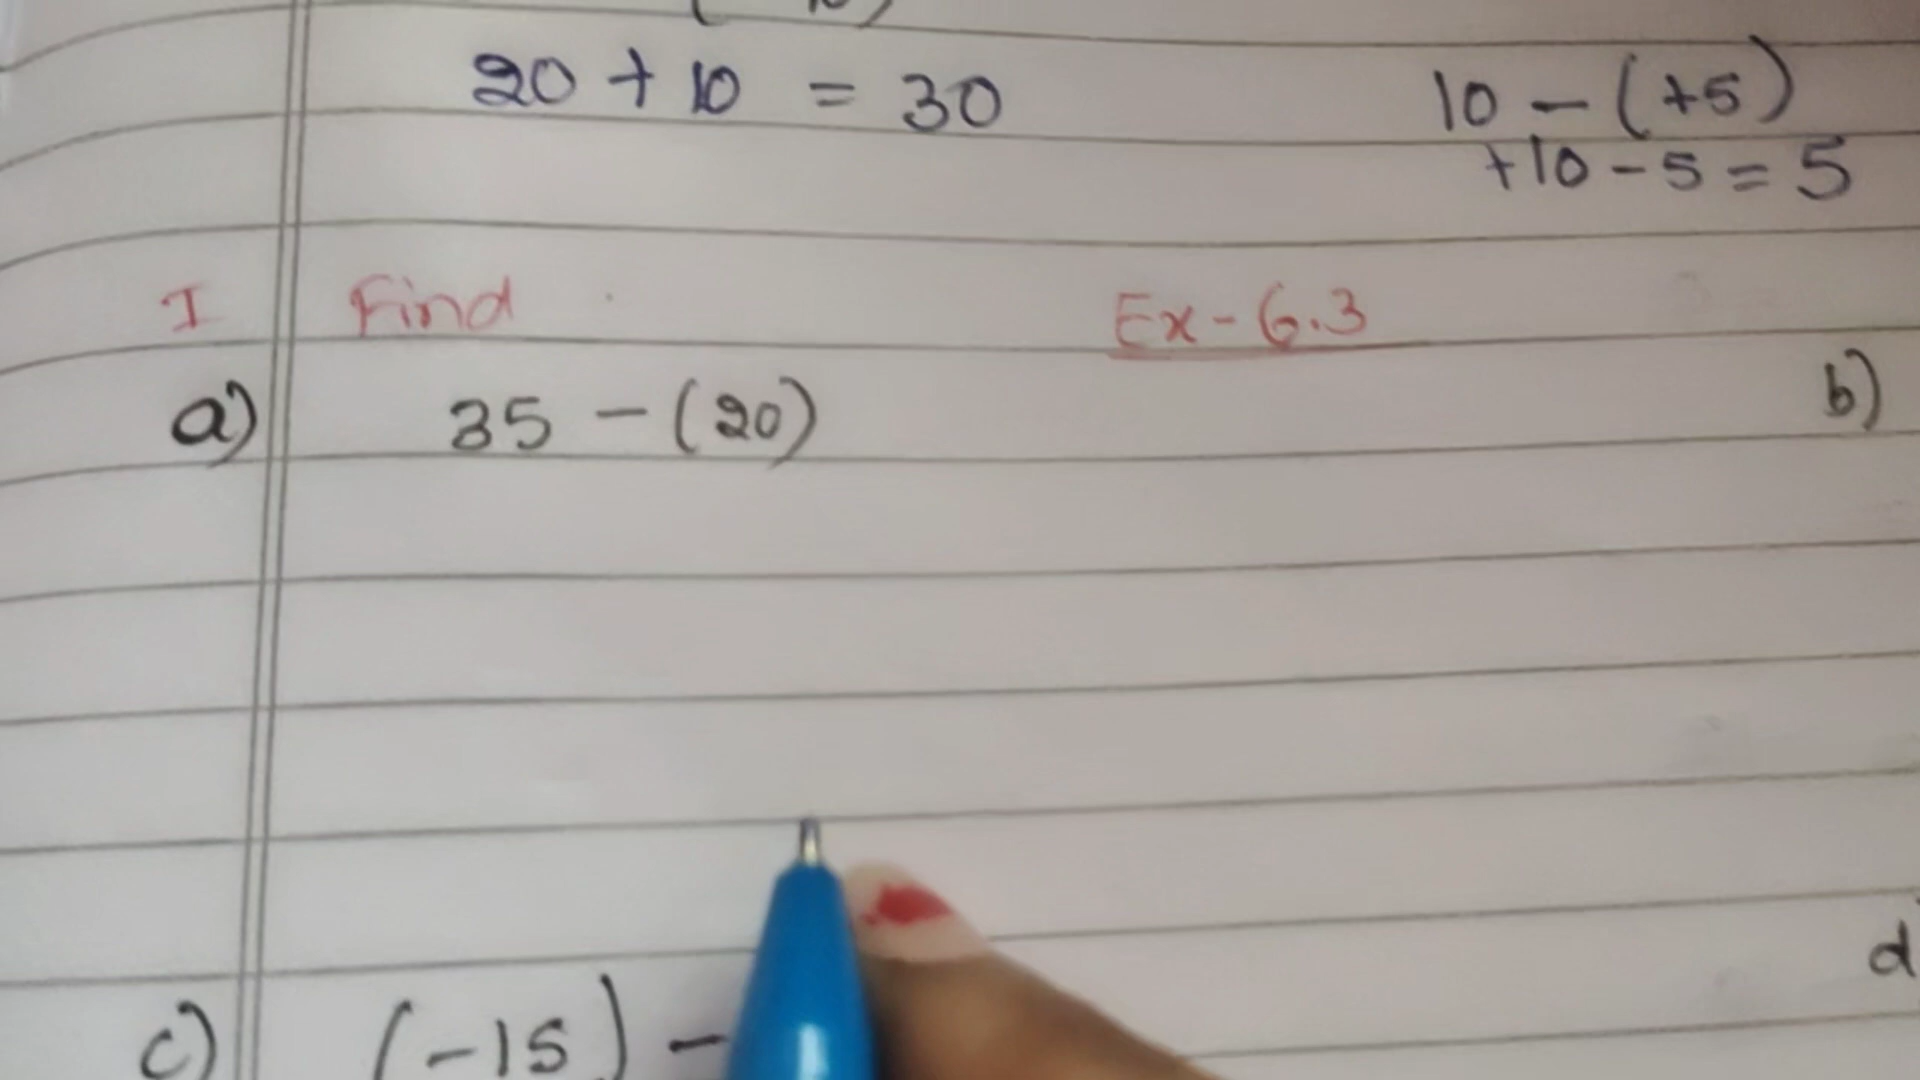 20 + 10 = 30
10 - (+5)
+10 - 5 = 5
I Find
Ex - 6.3
a) 35 - (20)
b)
d
c) (-15) -